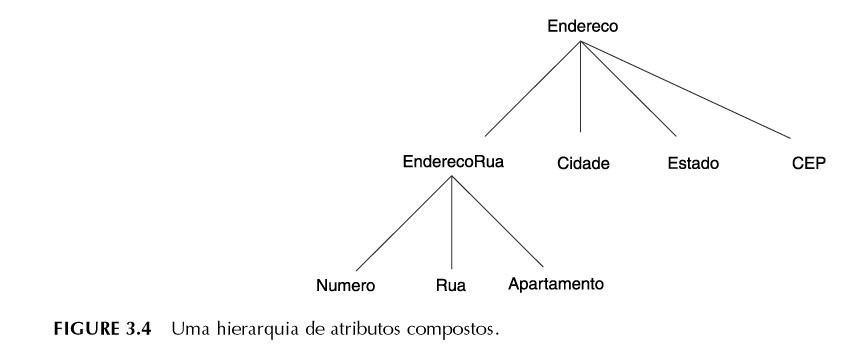 Endereco
EnderecoRua Cidade Estado CEP
Numero Rua Apartamento
FIGURE 3.4 Uma hierarquia de atributos compostos.